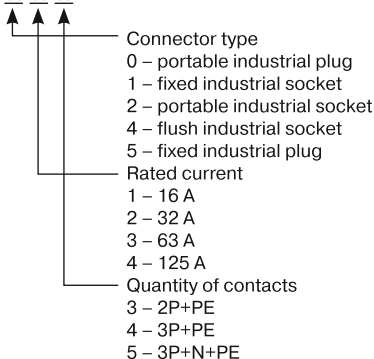 Connector type
0 – portable industrial plug
1 – fixed industrial socket
2 – portable industrial socket
4 – flush industrial socket
5 – fixed industrial plug
Rated current
1 – 16 A
2 – 32 A
3 – 63 A
4 – 125 A
Quantity of contacts
3 – 2P+PE
4 – 3P+PE
5 – 3P+N+PE